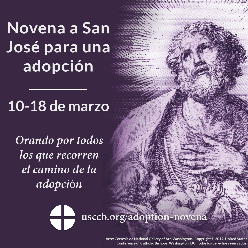 Novena a San
José para una
adopción
10-18 de marzo
Orando por todos
los que recorren
el camino de la
adopción
usccb.org/adoption-novena